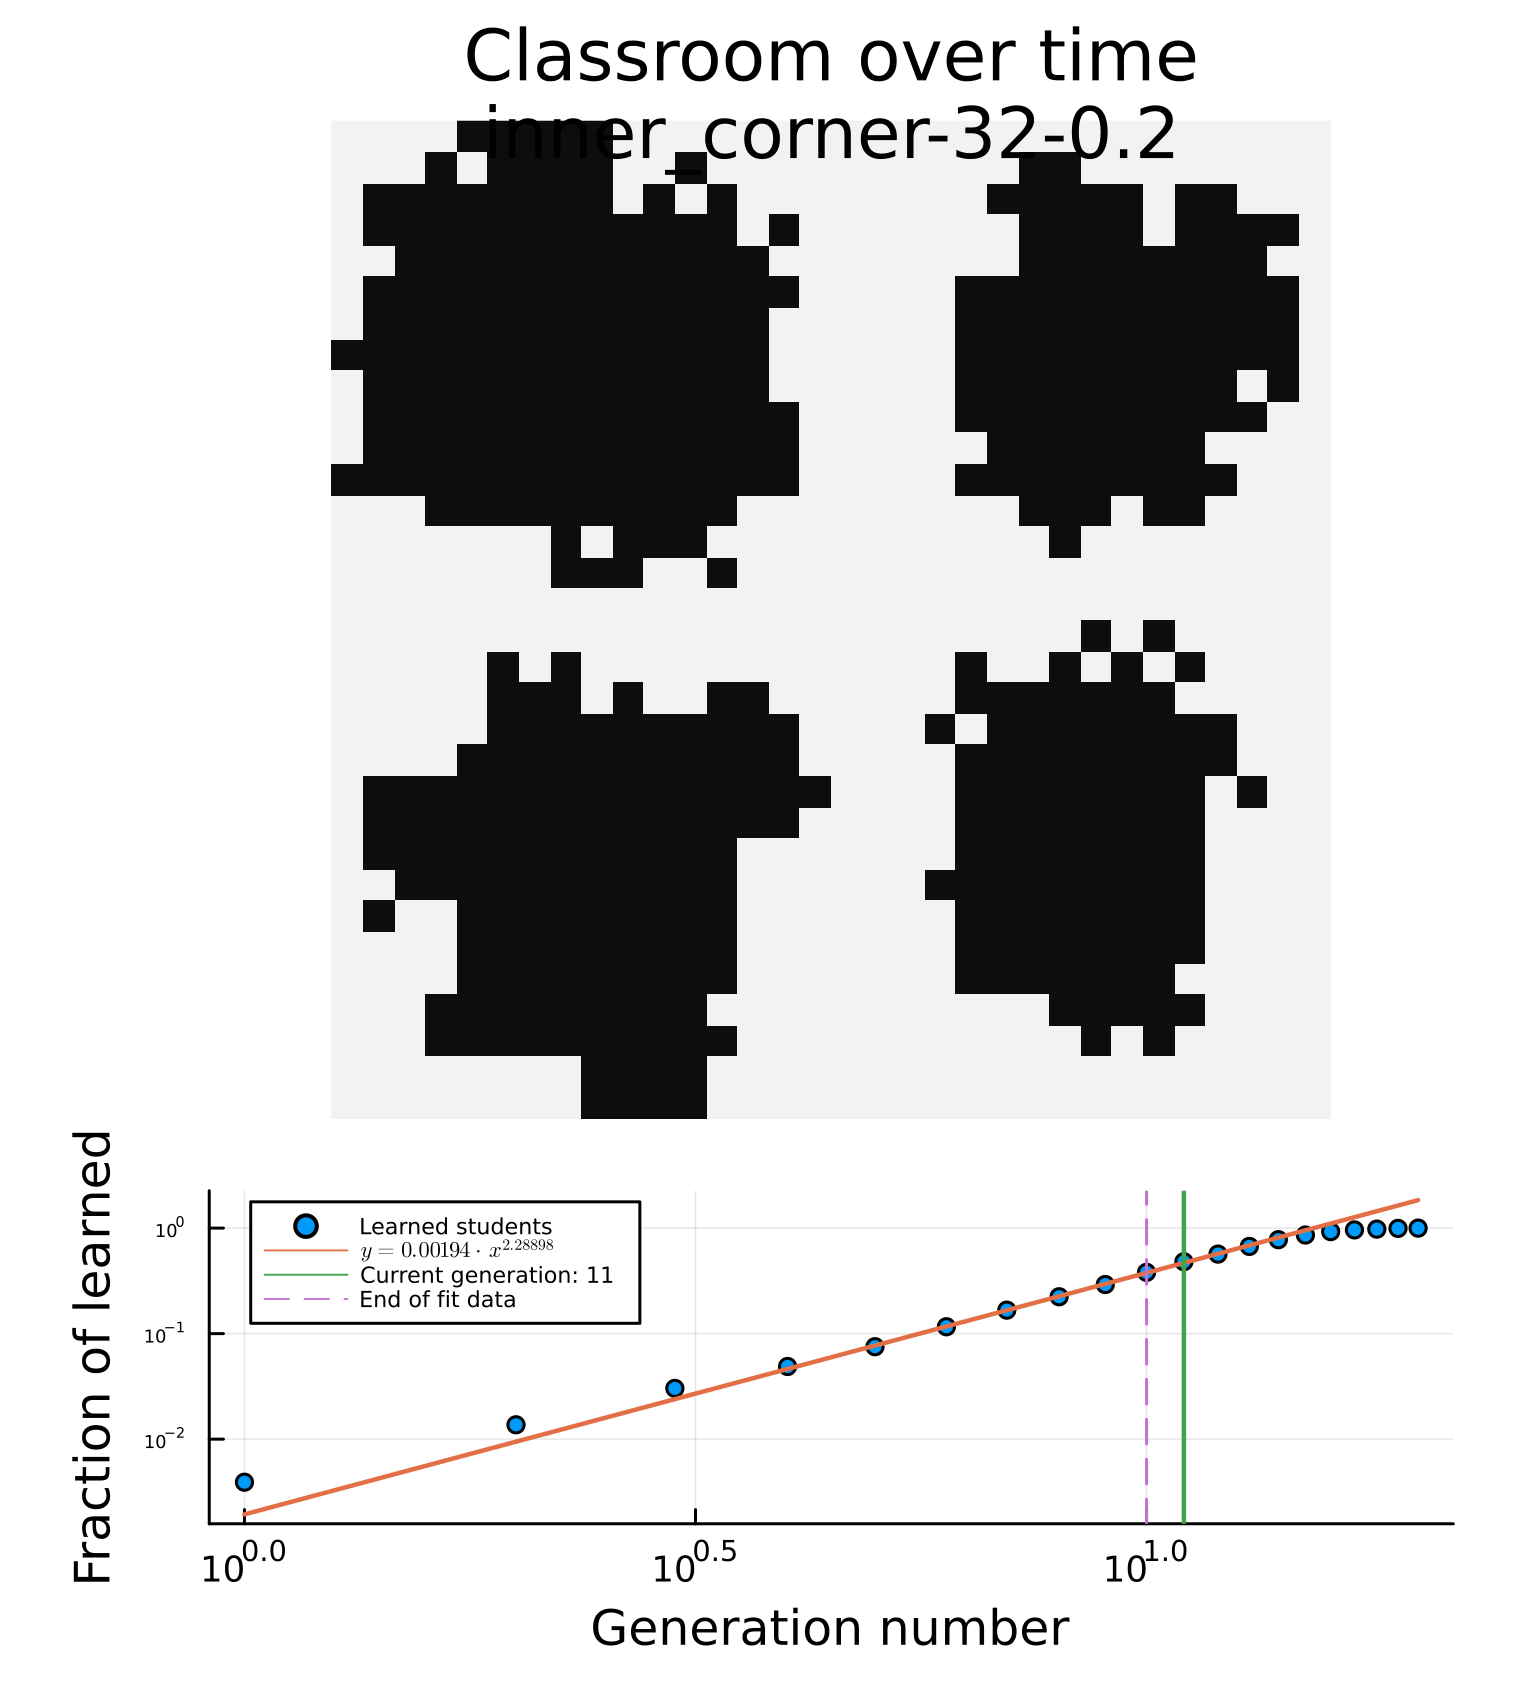 Classroom over time
inner_corner-32-0.2
Fraction of learned
10^0
10^−1
10^−2
Learned students
y = 0.00194 · x^2.28898
Current generation: 11
End of fit data
10^0.0
10^0.5
10^1.0
Generation number